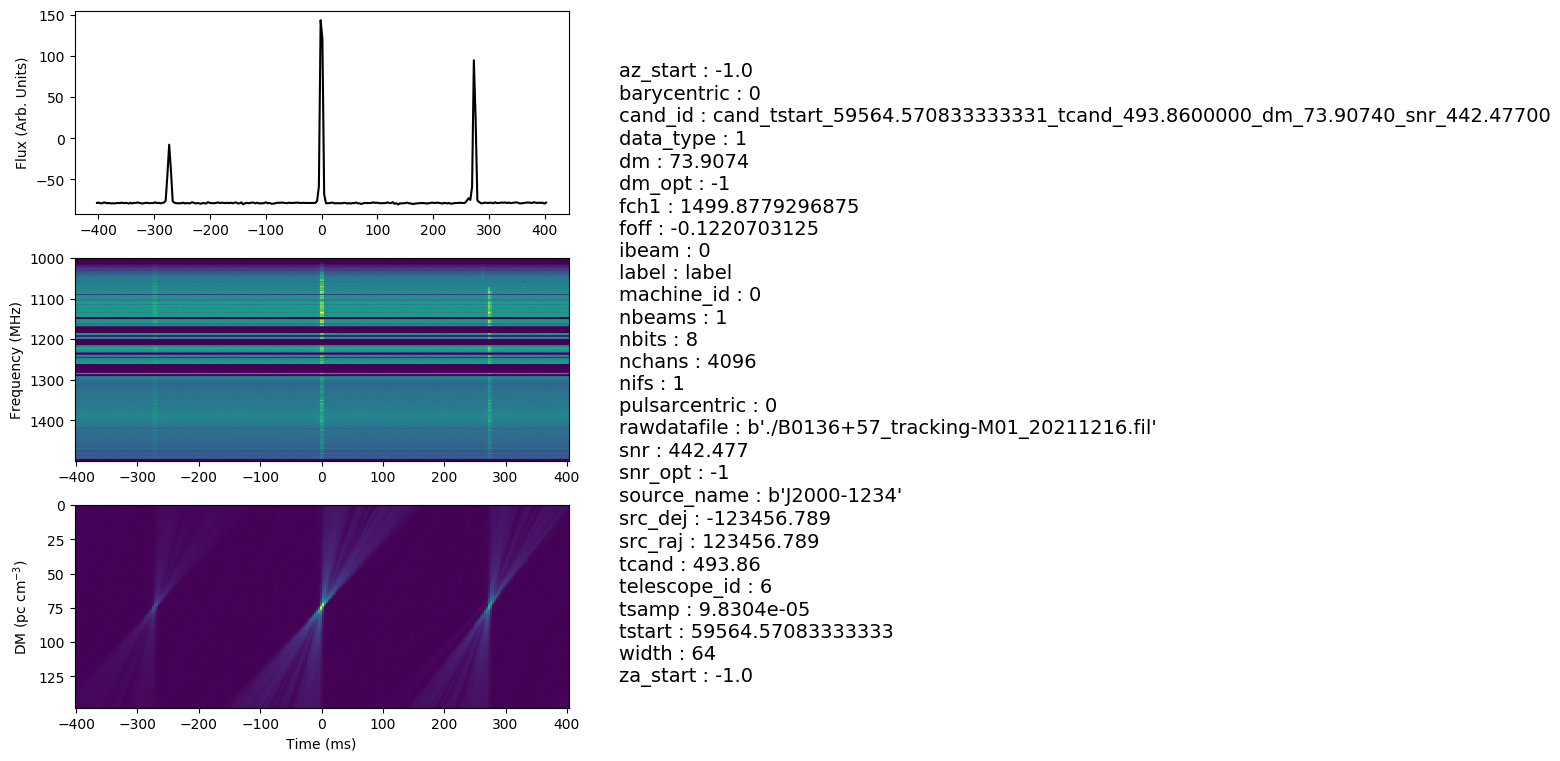 150
100
50
0
−50
Flux (Arb. Units)
−400 −300 −200 −100 0 100 200 300 400
1000
1100
1200
1300
1400
Frequency (MHz)
−400 −300 −200 −100 0 100 200 300 400
0
25
50
75
100
125
DM (pc cm−3)
−400 −300 −200 −100 0 100 200 300 400
Time (ms)
az_start : -1.0
barycentric : 0
cand_id : cand_tstart_59564.570833333331_tcand_493.8600000_dm_73.90740_snr_442.47700
data_type : 1
dm : 73.9074
dm_opt : -1
fch1 : 1499.8779296875
foff : -0.1220703125
ibeam : 0
label : label
machine_id : 0
nbeams : 1
nbits : 8
nchans : 4096
nifs : 1
pulsarcentric : 0
rawdatafile : b'./B0136+57_tracking-M01_20211216.fil'
snr : 442.477
snr_opt : -1
source_name : b'J2000-1234'
src_dej : -123456.789
src_raj : 123456.789
tcand : 493.86
telescope_id : 6
tsamp : 9.8304e-05
tstart : 59564.57083333333
width : 64
za_start : -1.0